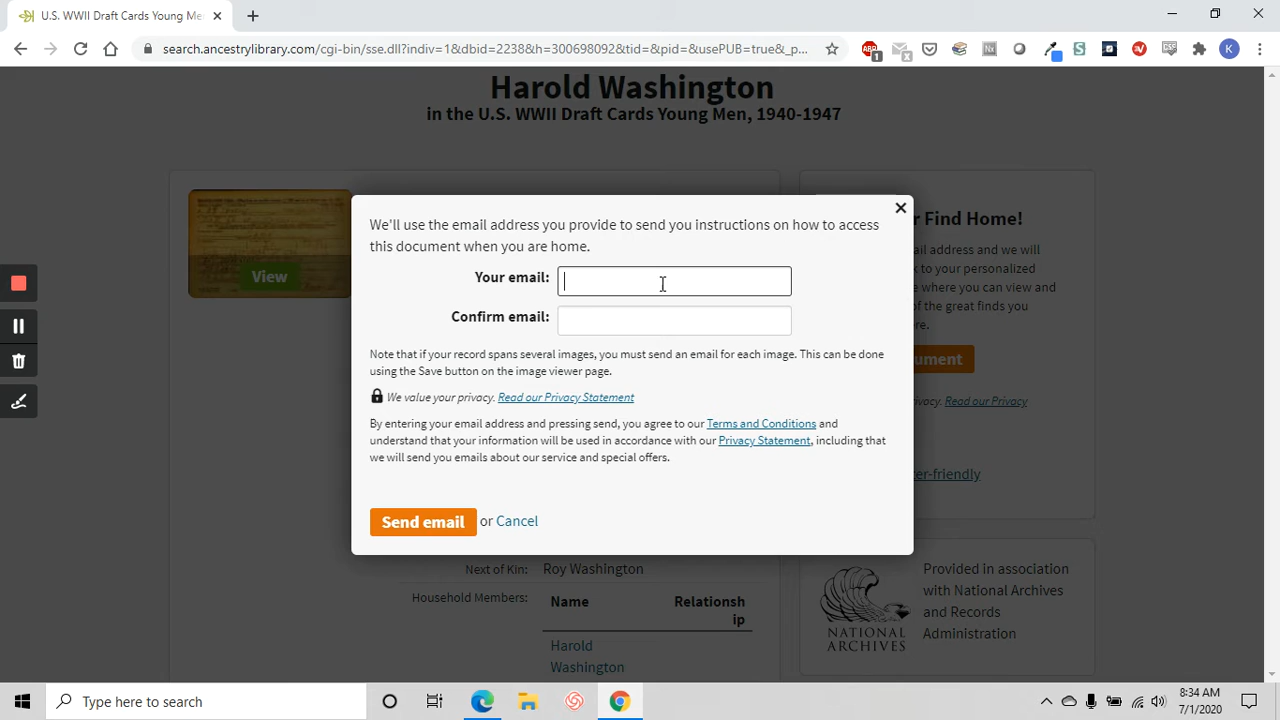 U.S. WWII Draft Cards Young Me
search.ancestrylibrary.com/cgi-bin/sse.dll?indiv=1&dbid=2238&h=300698092&tid=&pid=&usePUB=true&_p...
1
x
K
Harold Washington
in the U.S. WWII Draft Cards Young Men, 1940-1947
View
We'll use the email address you provide to send you instructions on how to access
this document when you are home.
Your email:
Confirm email:
Note that if your record spans several images, you must send an email for each image. This can be done
using the Save button on the image viewer page.
We value your privacy. Read our Privacy Statement
By entering your email address and pressing send, you agree to our Terms and Conditions and
understand that your information will be used in accordance with our Privacy Statement, including that
we will send you emails about our service and special offers.
Send email or Cancel
r Find Home!
ail address and we will
k to your personalized
e where you can view and
of the great finds you
re.
ument
cy. Read our Privacy
er-friendly
Next of Kin: Roy Washington
Household Members:
Name Relationsh
ip
Harold
Washington
NATIONAL
ARCHIVES
Provided in association
with National Archives
and Records
Administration
Type here to search
8:34 AM
7/1/2020